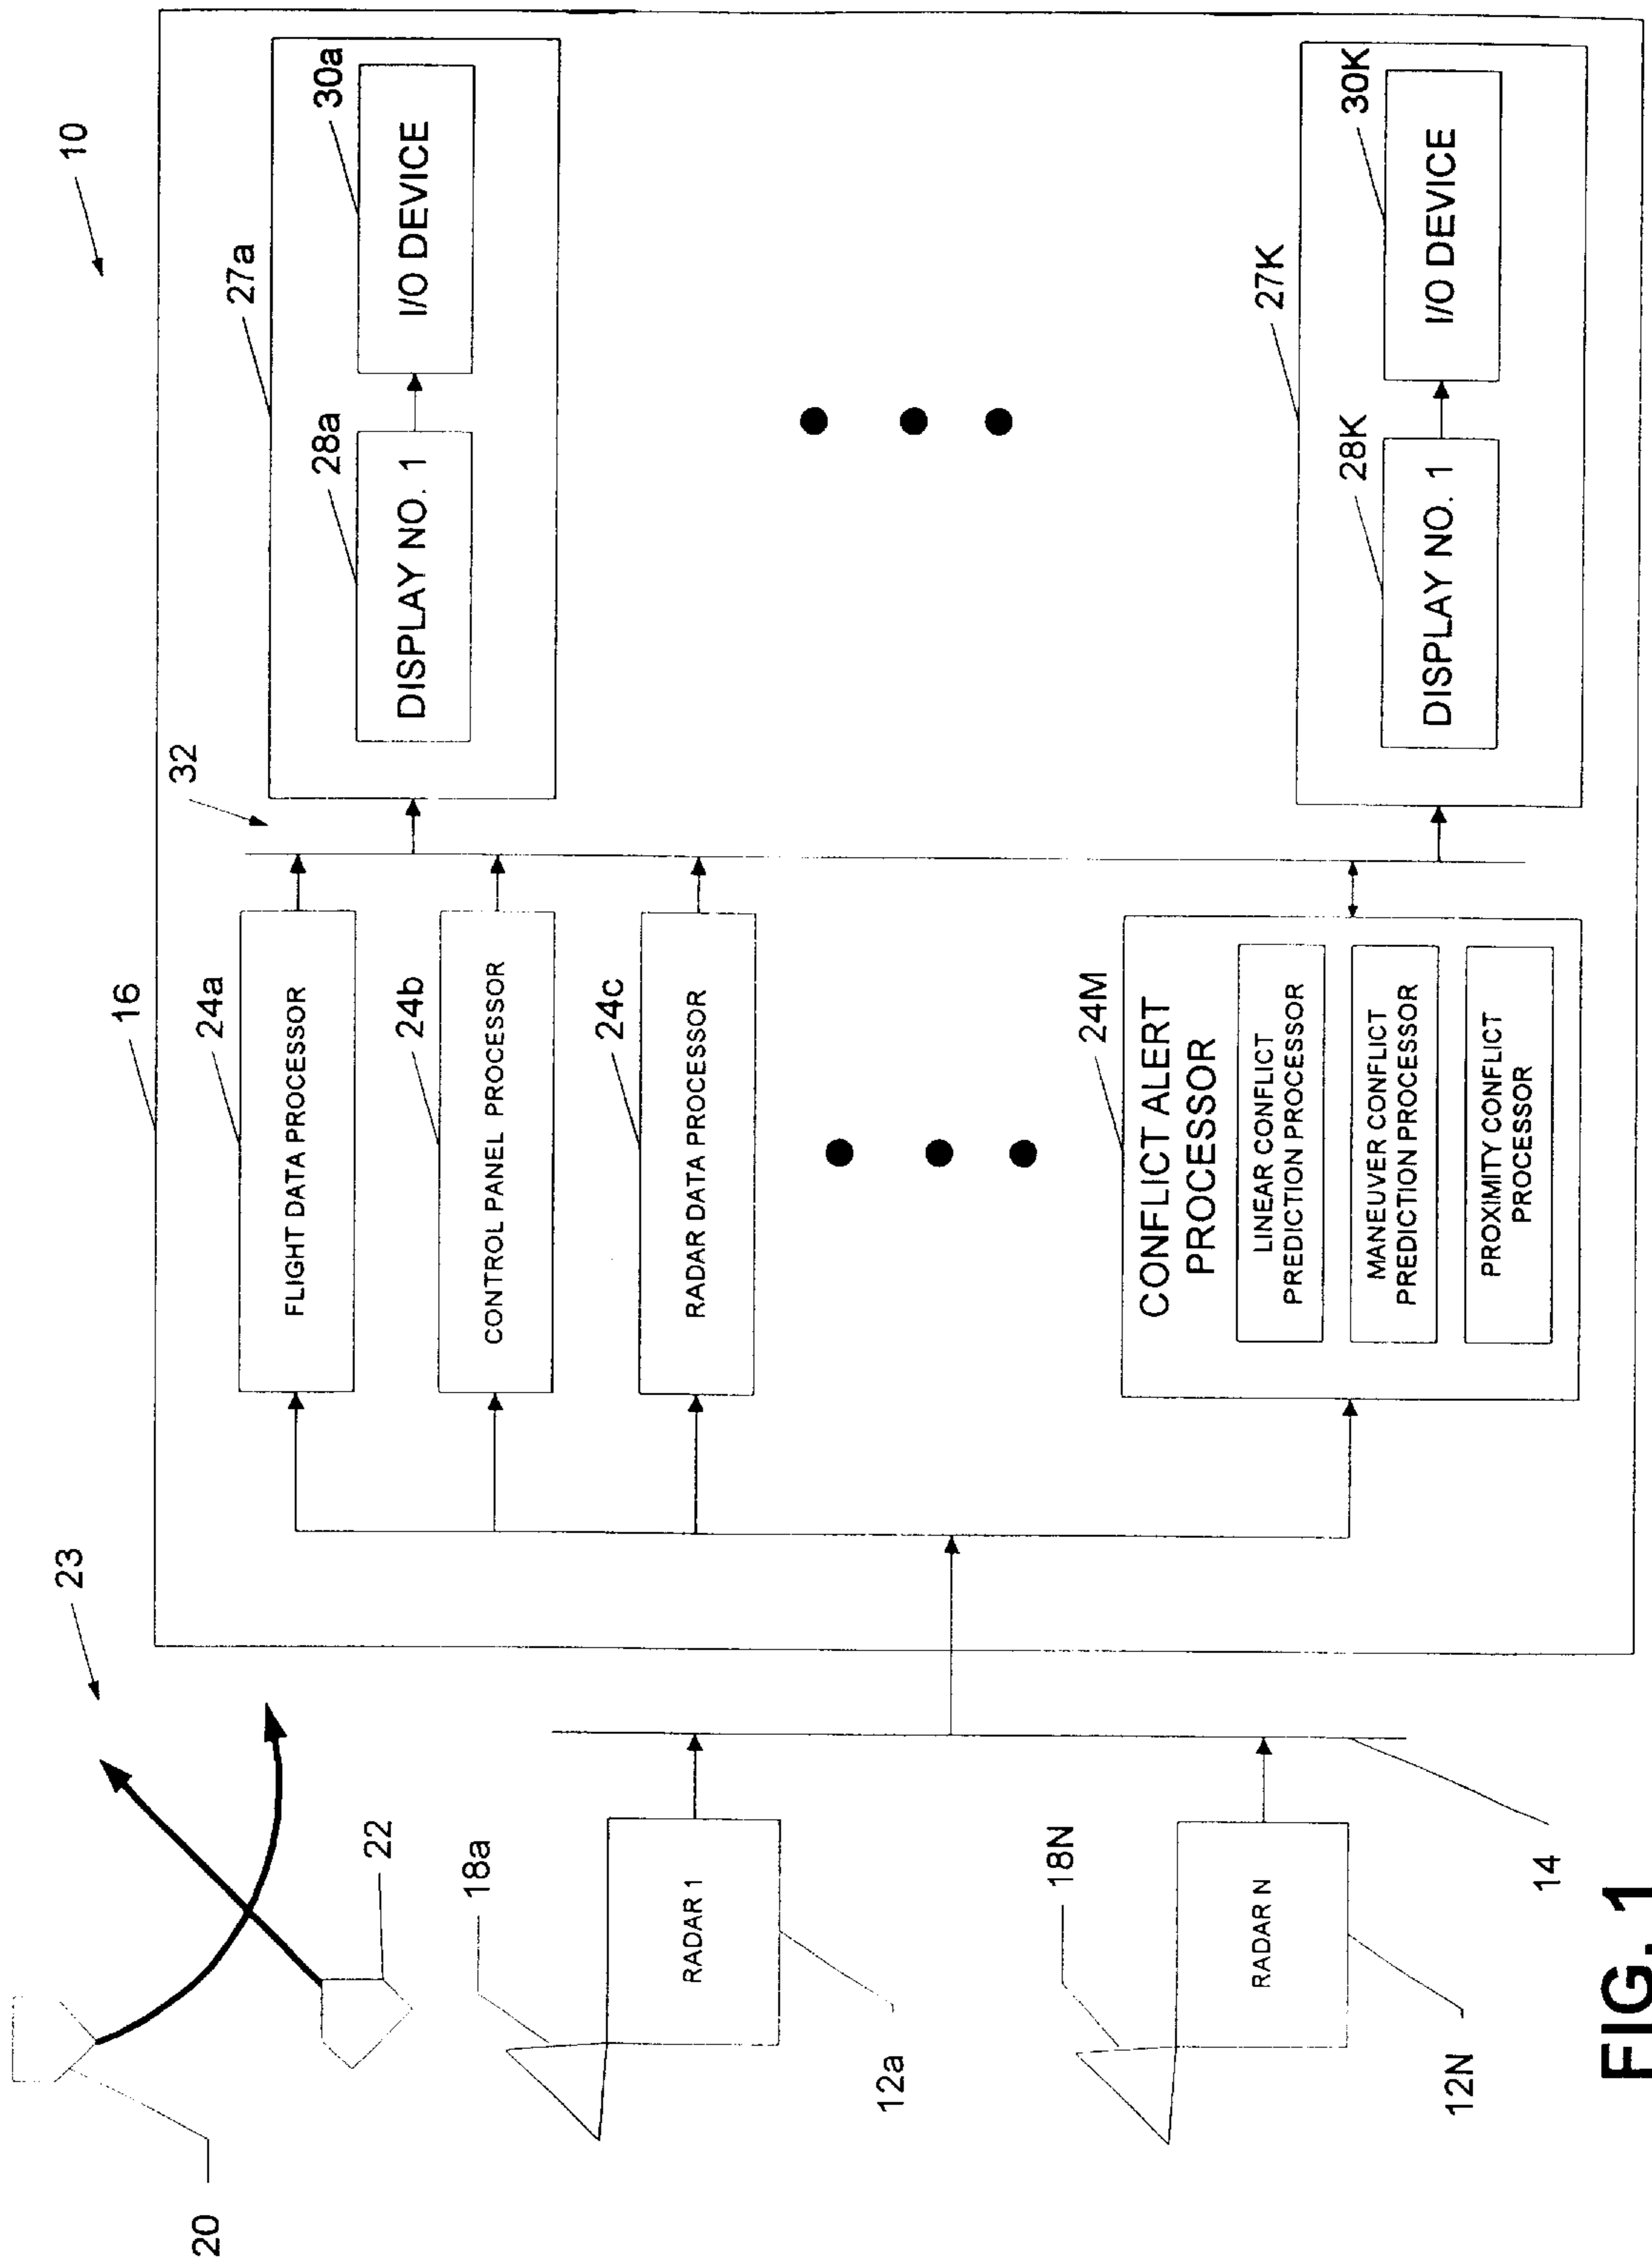 10
20
22
23
18a
RADAR 1
12a
18N
RADAR N
12N
14
16
24a
FLIGHT DATA PROCESSOR
24b
CONTROL PANEL PROCESSOR
24c
RADAR DATA PROCESSOR
24M
CONFLICT ALERT
PROCESSOR
LINEAR CONFLICT
PREDICTION PROCESSOR
MANEUVER CONFLICT
PREDICTION PROCESSOR
PROXIMITY CONFLICT
PROCESSOR
32
27a
28a
DISPLAY NO. 1
30a
I/O DEVICE
27K
28K
DISPLAY NO. 1
30K
I/O DEVICE
FIG. 1